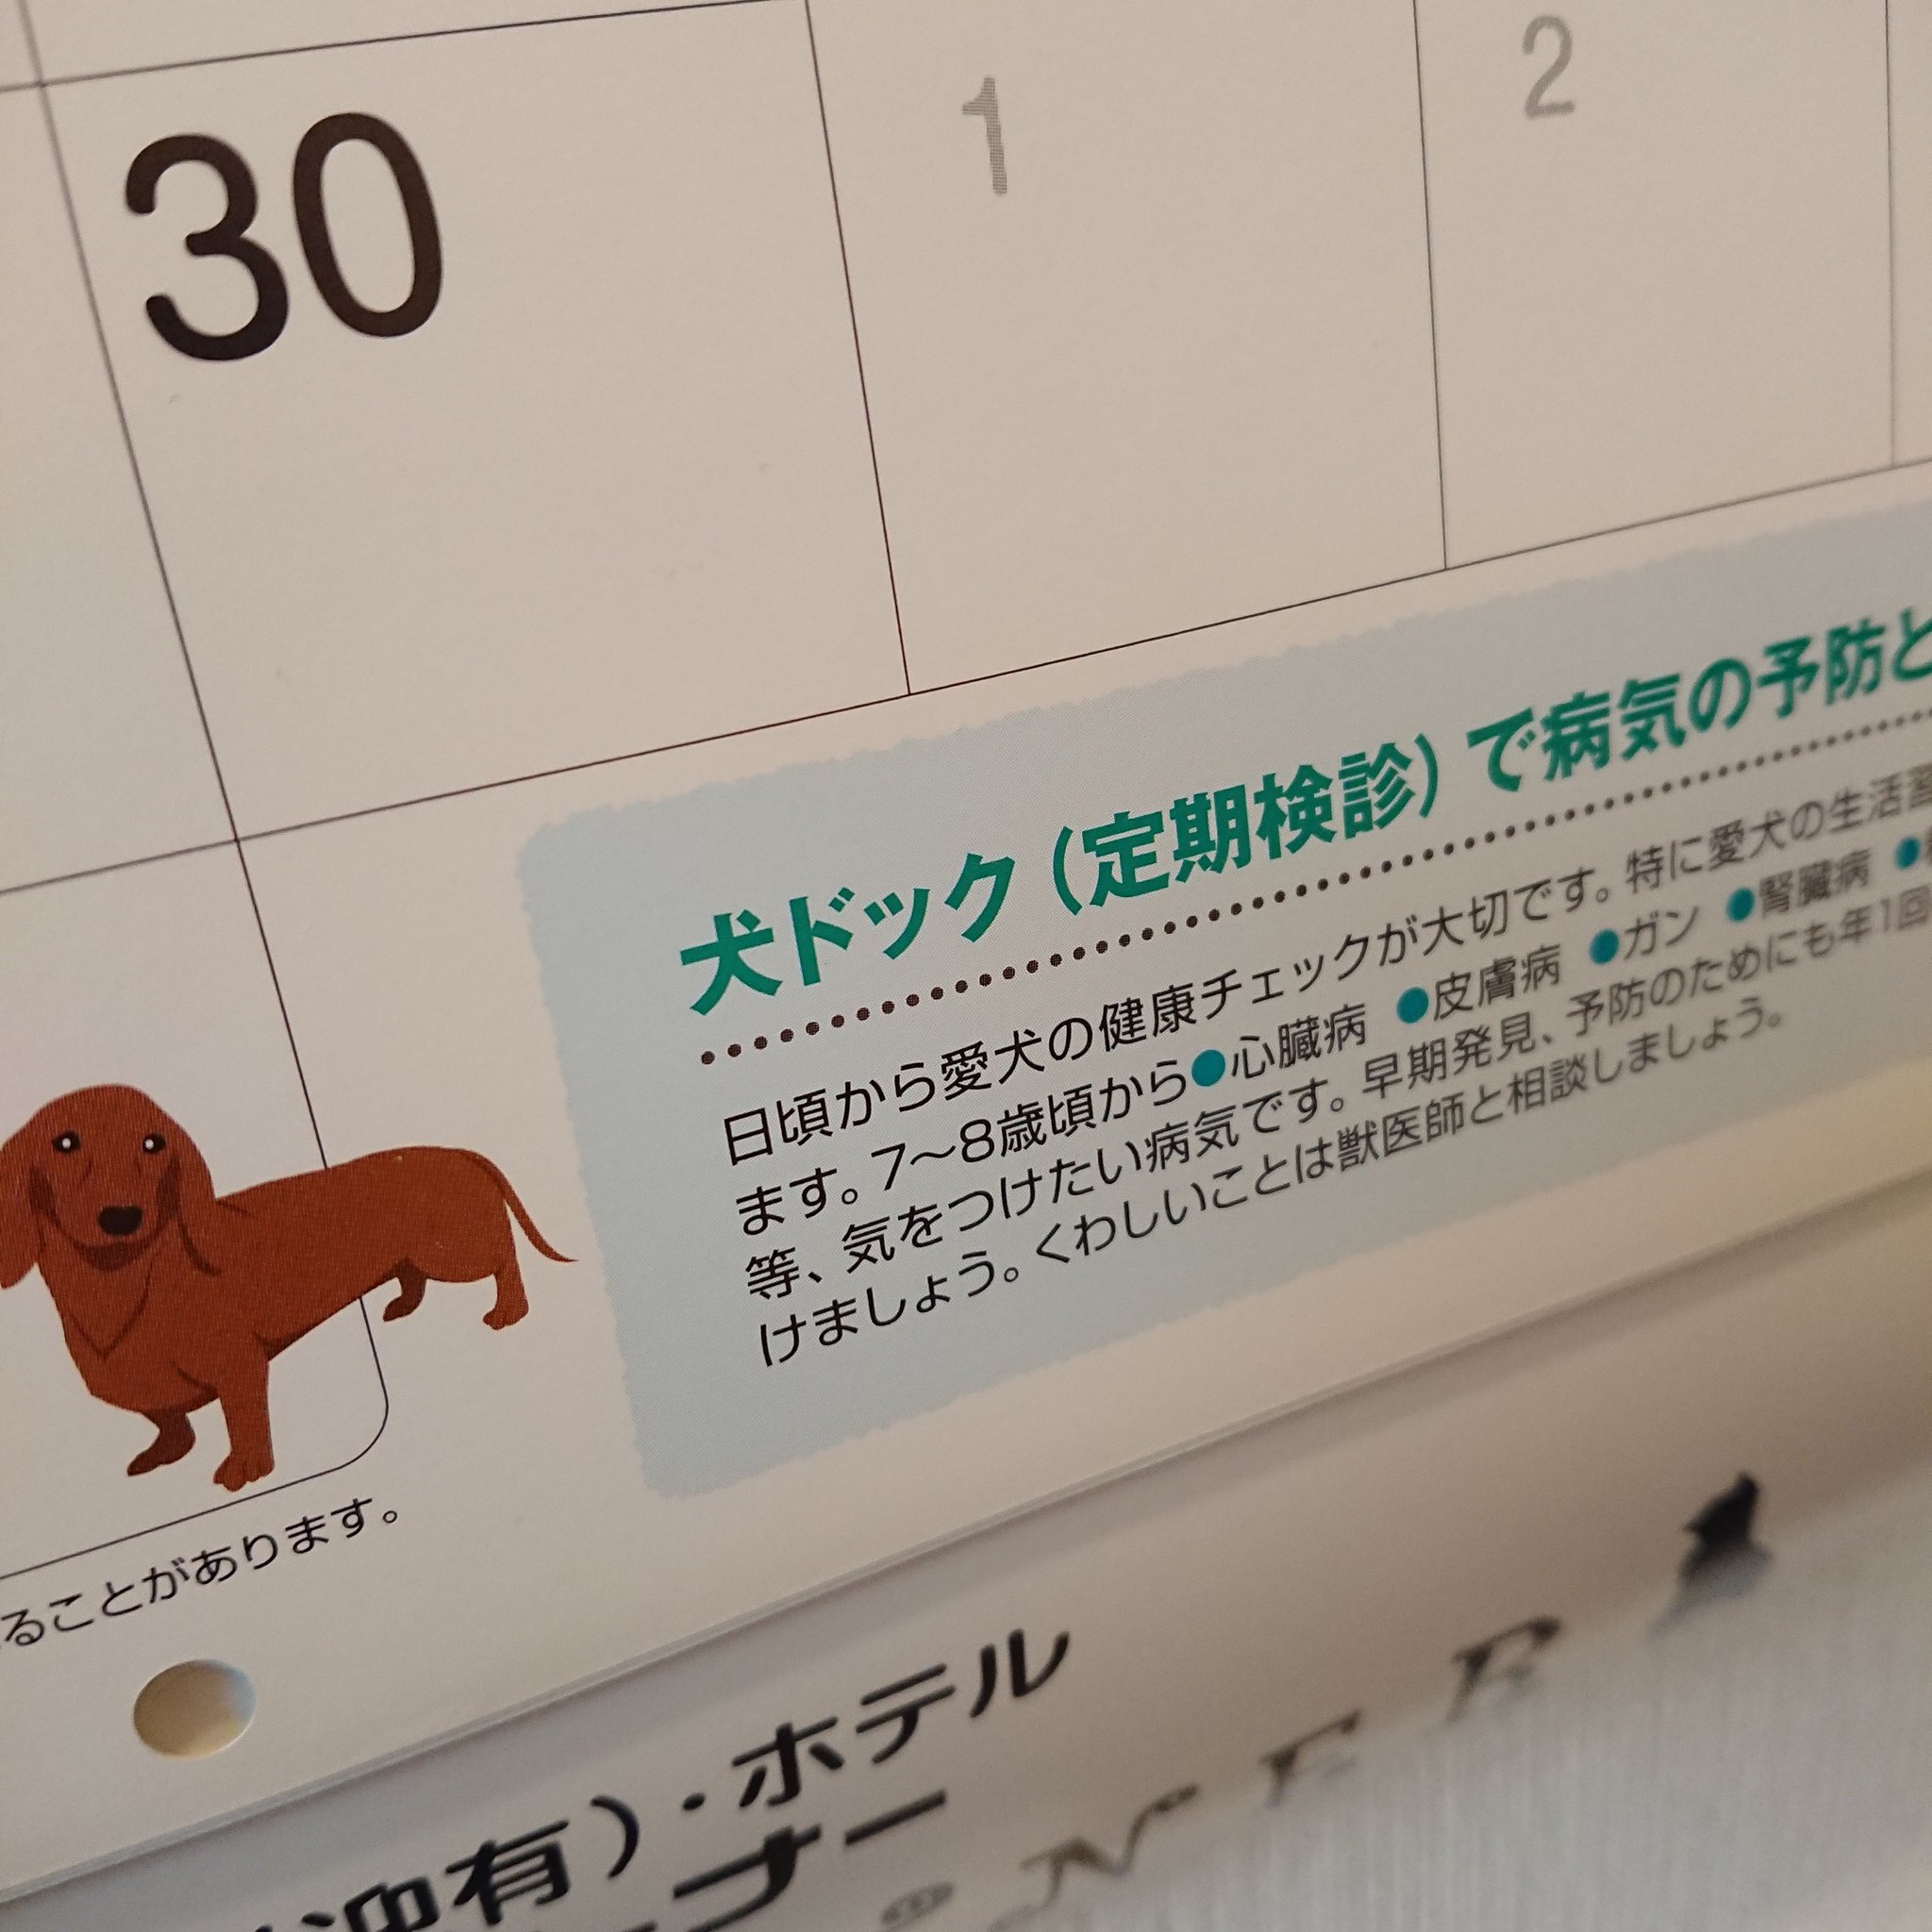 30
1
2
犬ドック(定期検診)で病気の予防と
日頃から愛犬の健康チェックが大切です。特に愛犬の生活習
ます。7〜8歳頃から●心臓病 ●皮膚病 ●ガン ●腎臓病 ●
等、気をつけたい病気です。早期発見、予防のためにも年1回
けましょう。くわしいことは獣医師と相談しましょう。
ることがあります。
有)・ホテル
ナー
NER